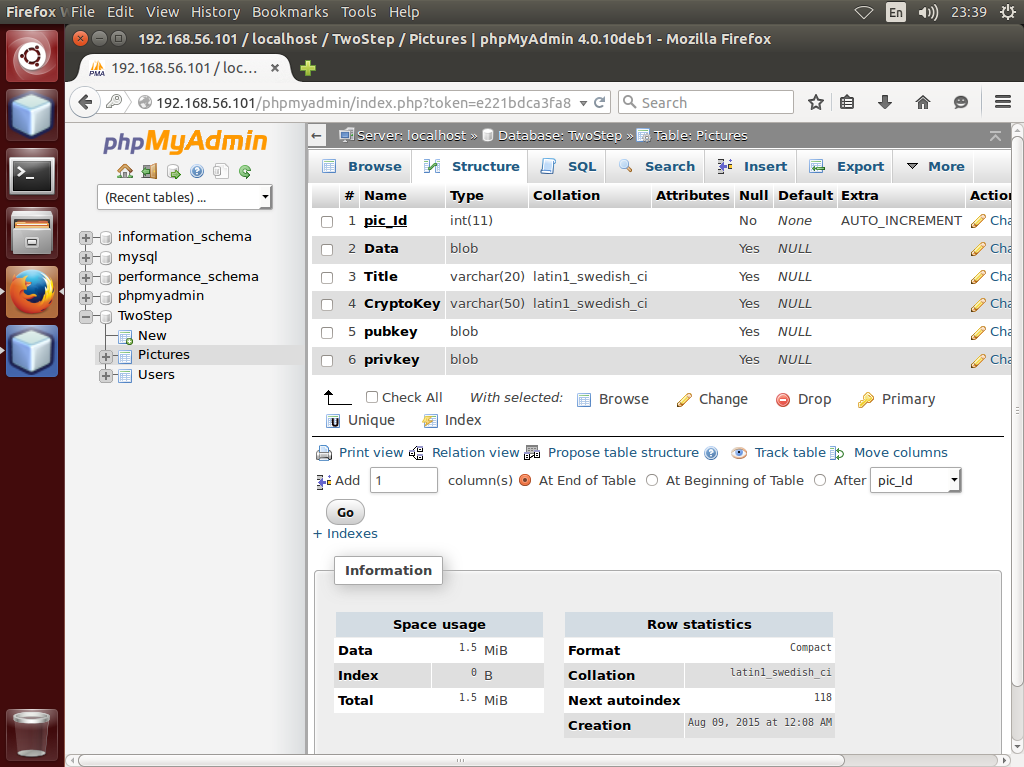 Firefox File Edit View History Bookmarks Tools Help En 23:39
192.168.56.101 / localhost / TwoStep / Pictures | phpMyAdmin 4.0.10deb1 - Mozilla Firefox
PMA 192.168.56.101 / loc...
192.168.56.101/phpmyadmin/index.php?token=e221bdca3fa8 Search
phpMyAdmin
(Recent tables) ...
information_schema
mysql
performance_schema
phpmyadmin
TwoStep
New
Pictures
Users
Server: localhost » Database: TwoStep » Table: Pictures
Browse Structure SQL Search Insert Export More
# Name Type Collation Attributes Null Default Extra Action
1 pic_Id int(11) No None AUTO_INCREMENT Cha
2 Data blob Yes NULL Cha
3 Title varchar(20) latin1_swedish_ci Yes NULL Cha
4 CryptoKey varchar(50) latin1_swedish_ci Yes NULL Cha
5 pubkey blob Yes NULL Cha
6 privkey blob Yes NULL Cha
Check All With selected: Browse Change Drop Primary
Unique Index
Print view Relation view Propose table structure Track table Move columns
Add 1 column(s) At End of Table At Beginning of Table After pic_Id
Go
+ Indexes
Information
Space usage
Data 1.5 MiB
Index 0 B
Total 1.5 MiB
Row statistics
Format Compact
Collation latin1_swedish_ci
Next autoindex 118
Creation Aug 09, 2015 at 12:08 AM